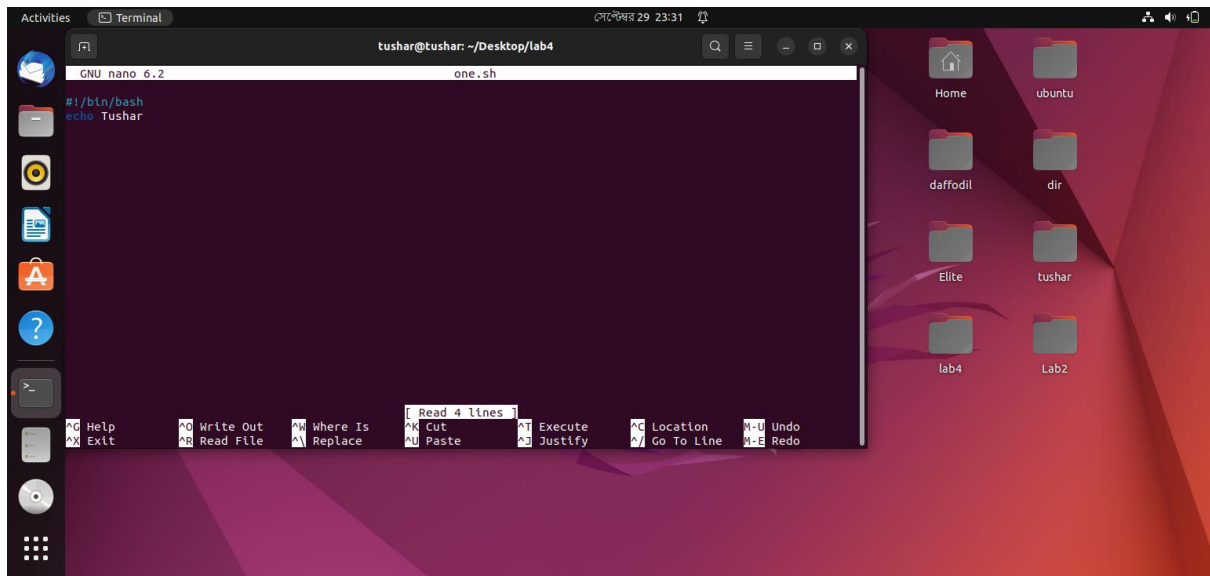 Activities Terminal সেপ্টেম্বর 29 23:31
tushar@tushar: ~/Desktop/lab4
GNU nano 6.2 one.sh
#!/bin/bash
echo Tushar
[ Read 4 lines ]
^G Help ^O Write Out ^W Where Is ^K Cut ^T Execute ^C Location M-U Undo
^X Exit ^R Read File ^\ Replace ^U Paste ^J Justify ^/ Go To Line M-E Redo
Home ubuntu
daffodil dir
Elite tushar
lab4 Lab2